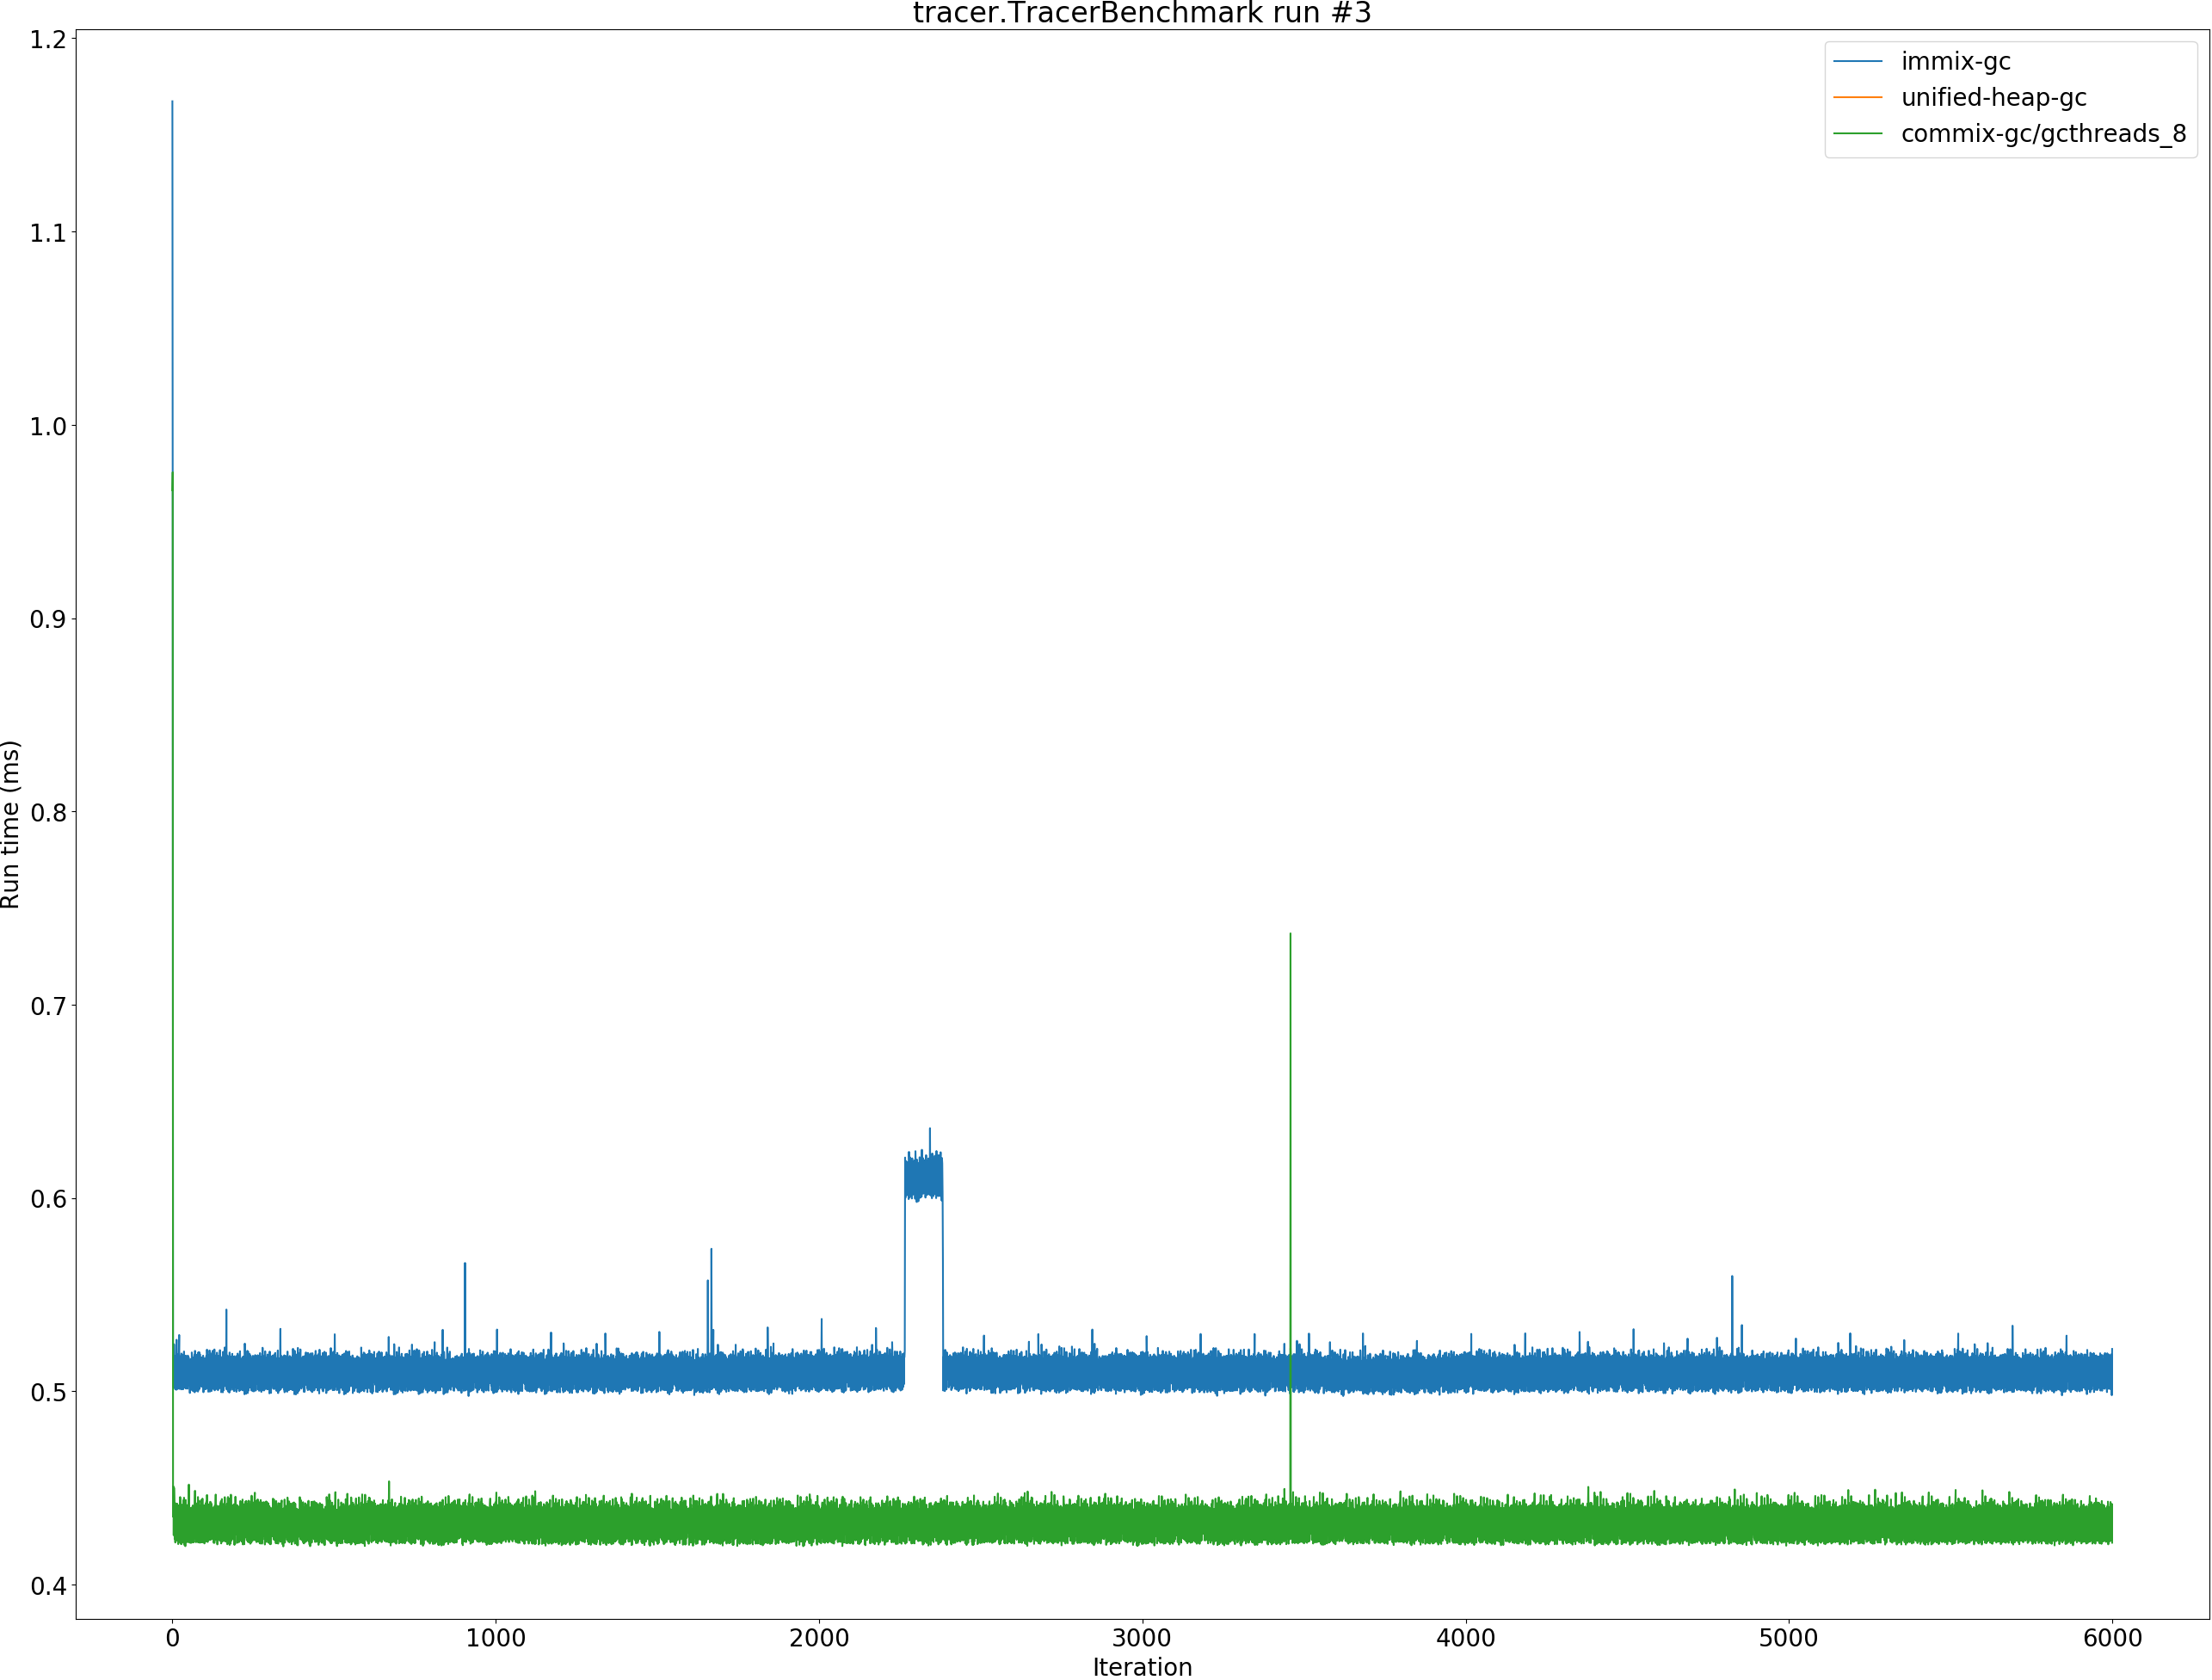 tracer.TracerBenchmark run #3
immix-gc
unified-heap-gc
commix-gc/gcthreads_8
Run time (ms)
1.2
1.1
1.0
0.9
0.8
0.7
0.6
0.5
0.4
0 1000 2000 3000 4000 5000 6000
Iteration